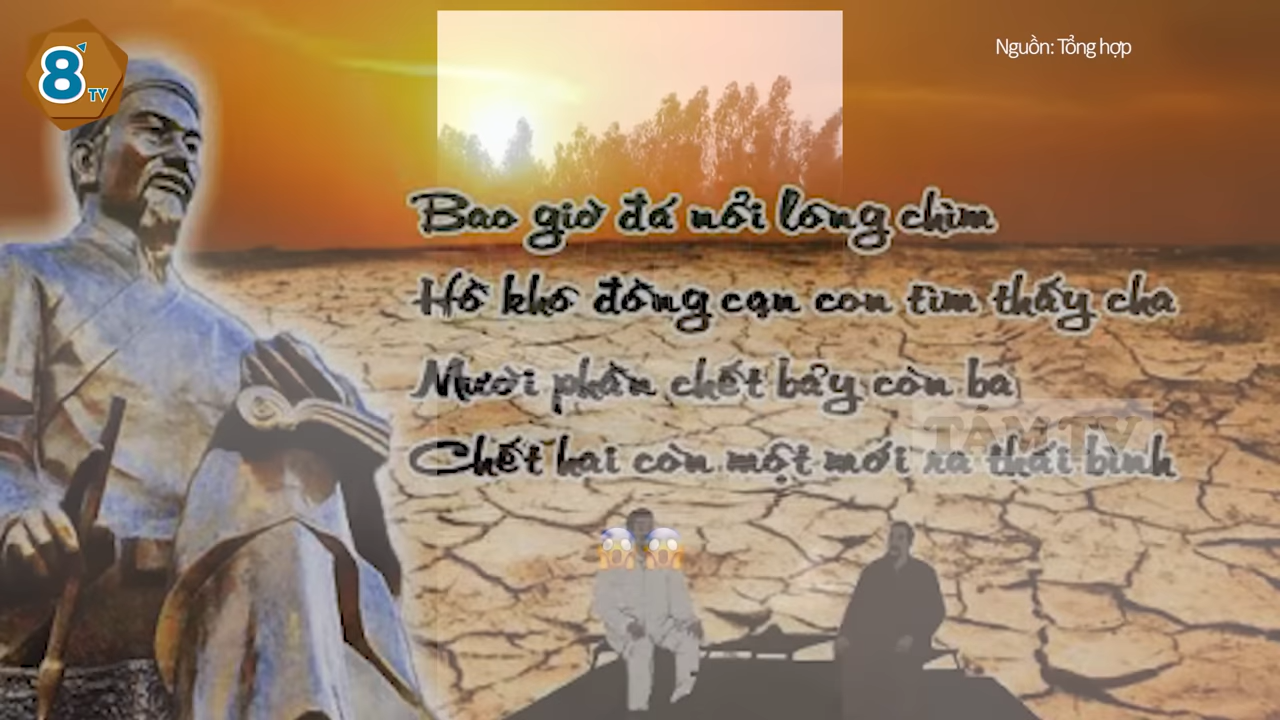 8
TV
Nguồn: Tổng hợp
Bao giờ đá nổi lông chìm
Hồ khô đồng cạn con tìm thấy cha
Mười phần chết bảy còn ba
Chết hai còn một mới ra thái bình
TÁM TV